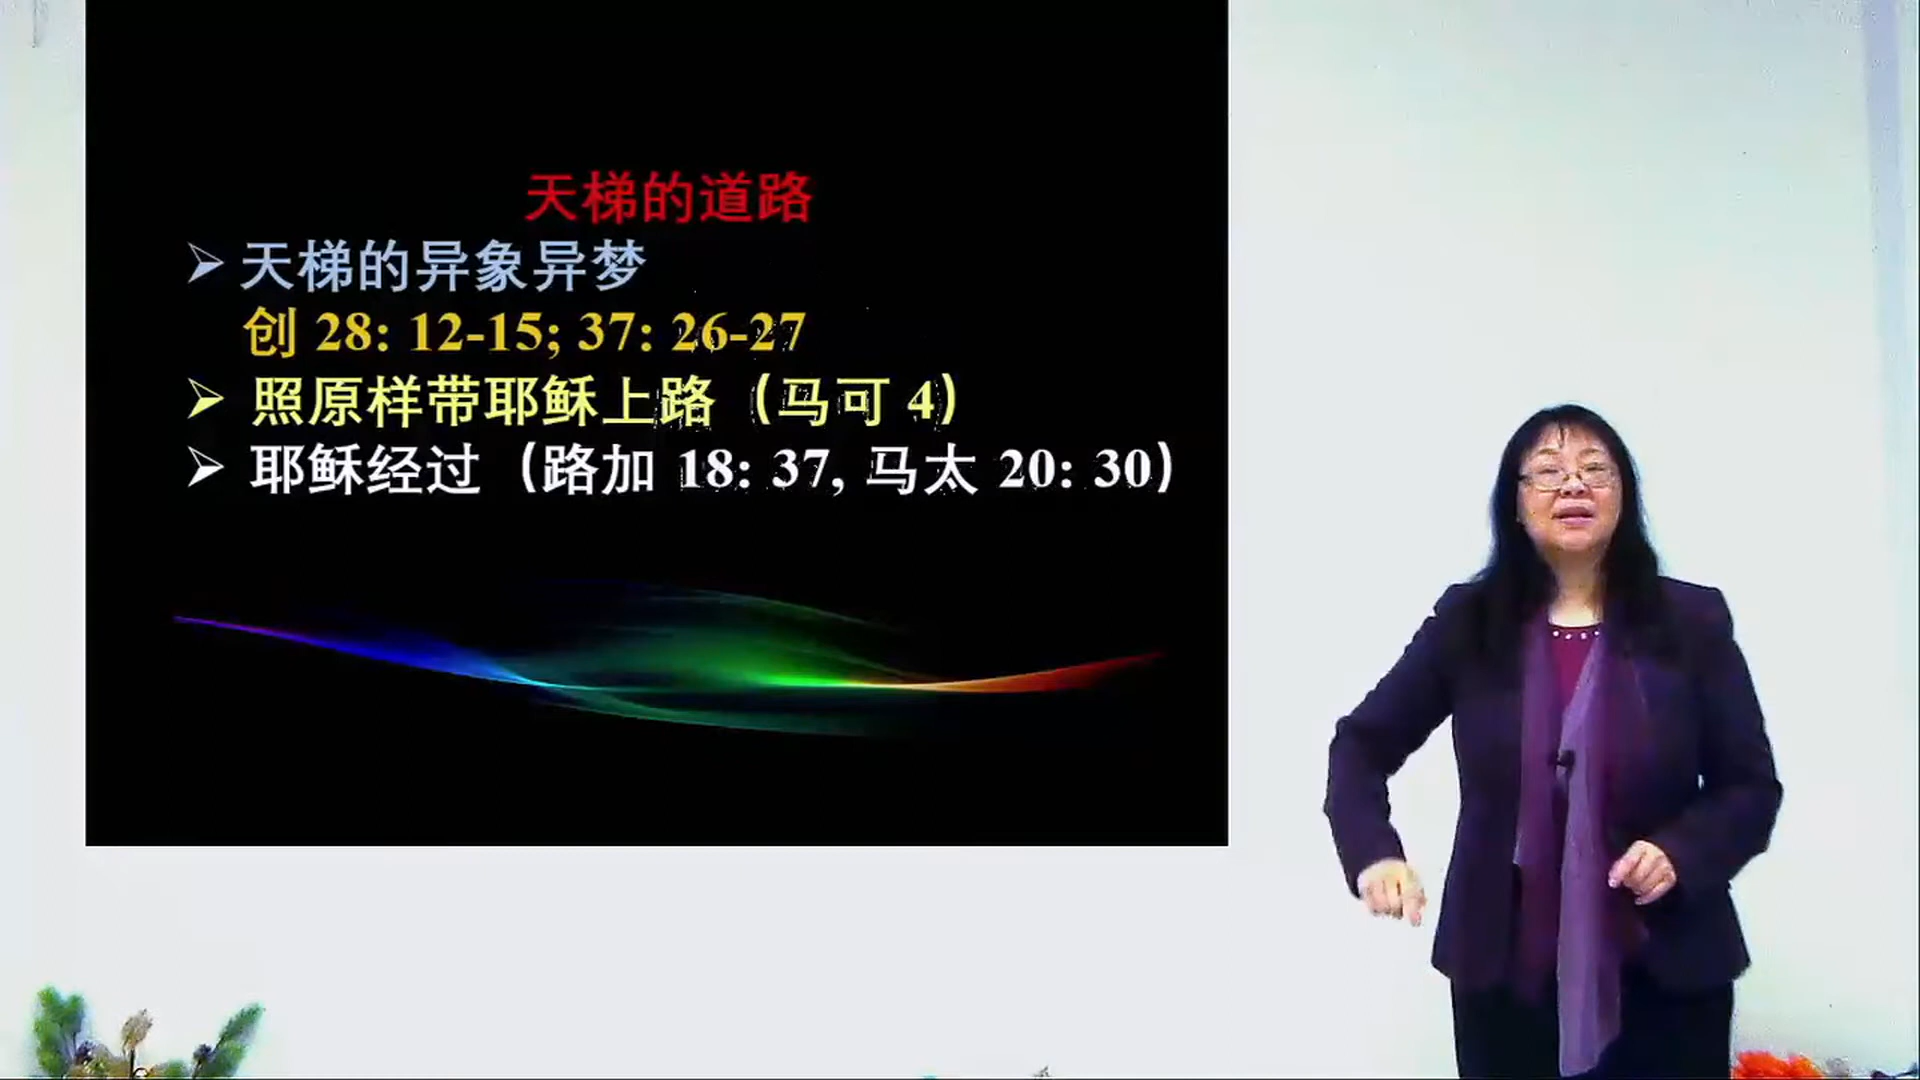 天梯的道路
天梯的异象异梦
创 28: 12-15; 37: 26-27
照原样带耶稣上路（马可 4）
耶稣经过（路加 18: 37, 马太 20: 30）